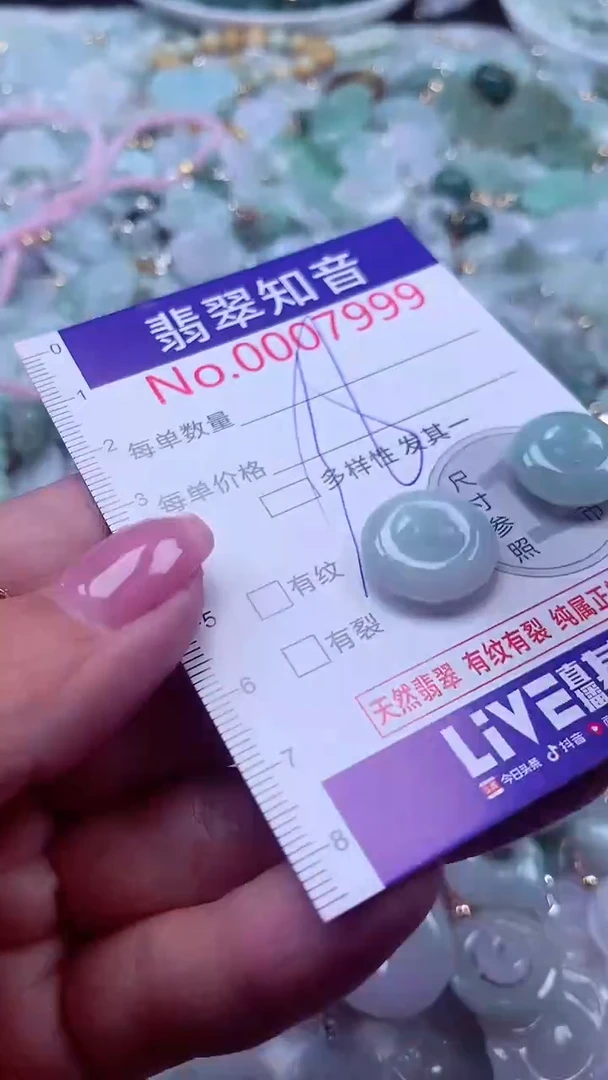 翡翠知音
No.0007999
每单数量
每单价格
多样性 发其一
尺寸参照
有纹
有裂
天然翡翠 有纹有裂 纯属正
LiVE直播
今日头条 抖音
0
1
2
3
5
6
7
8